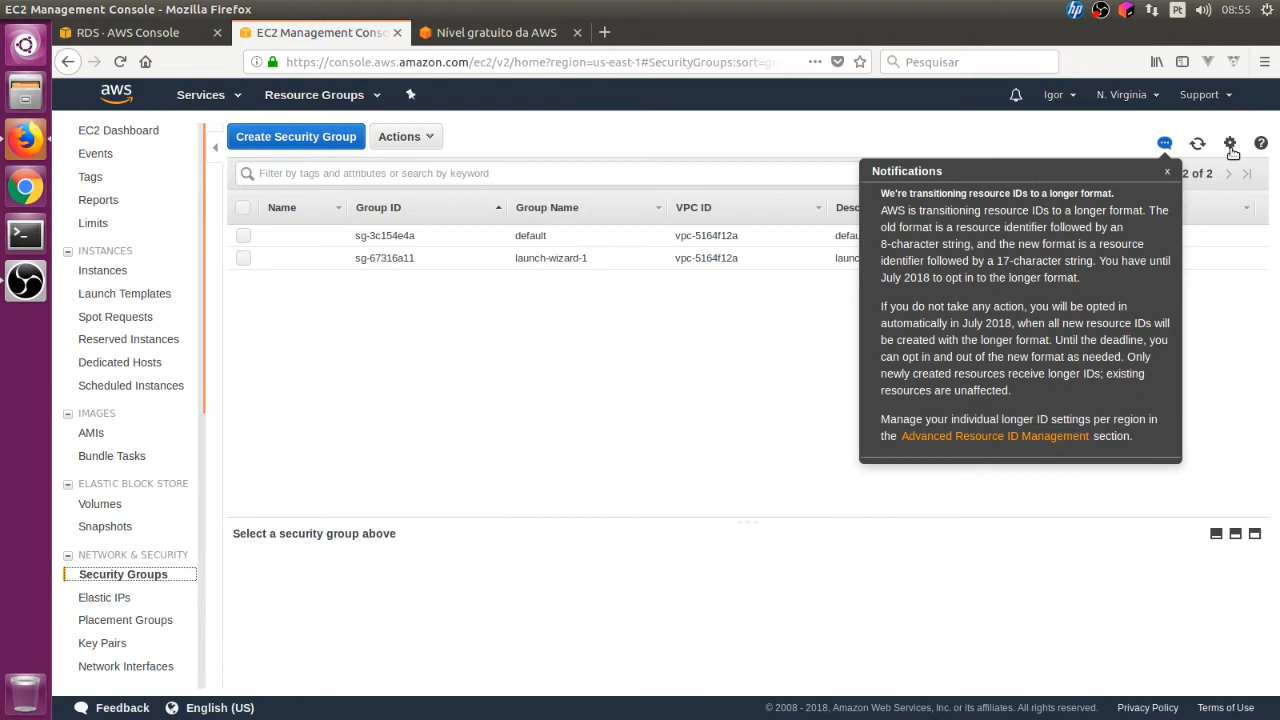 EC2 Management Console - Mozilla Firefox
Pt
08:55
RDS · AWS Console
EC2 Management Conso
Nível gratuito da AWS
https://console.aws.amazon.com/ec2/v2/home?region=us-east-1#SecurityGroups:sort=g
Pesquisar
aws
Services
Resource Groups
Igor
N. Virginia
Support
EC2 Dashboard
Events
Tags
Reports
Limits
INSTANCES
Instances
Launch Templates
Spot Requests
Reserved Instances
Dedicated Hosts
Scheduled Instances
IMAGES
AMIs
Bundle Tasks
ELASTIC BLOCK STORE
Volumes
Snapshots
NETWORK & SECURITY
Security Groups
Elastic IPs
Placement Groups
Key Pairs
Network Interfaces
Create Security Group
Actions
Filter by tags and attributes or search by keyword
2 of 2
Name
Group ID
Group Name
VPC ID
Desc
sg-3c154e4a
default
vpc-5164f12a
defau
sg-67316a11
launch-wizard-1
vpc-5164f12a
launc
Notifications
x
We're transitioning resource IDs to a longer format.
AWS is transitioning resource IDs to a longer format. The
old format is a resource identifier followed by an
8-character string, and the new format is a resource
identifier followed by a 17-character string. You have until
July 2018 to opt in to the longer format.
If you do not take any action, you will be opted in
automatically in July 2018, when all new resource IDs will
be created with the longer format. Until the deadline, you
can opt in and out of the new format as needed. Only
newly created resources receive longer IDs; existing
resources are unaffected.
Manage your individual longer ID settings per region in
the Advanced Resource ID Management section.
Select a security group above
Feedback
English (US)
© 2008 - 2018, Amazon Web Services, Inc. or its affiliates. All rights reserved.
Privacy Policy
Terms of Use